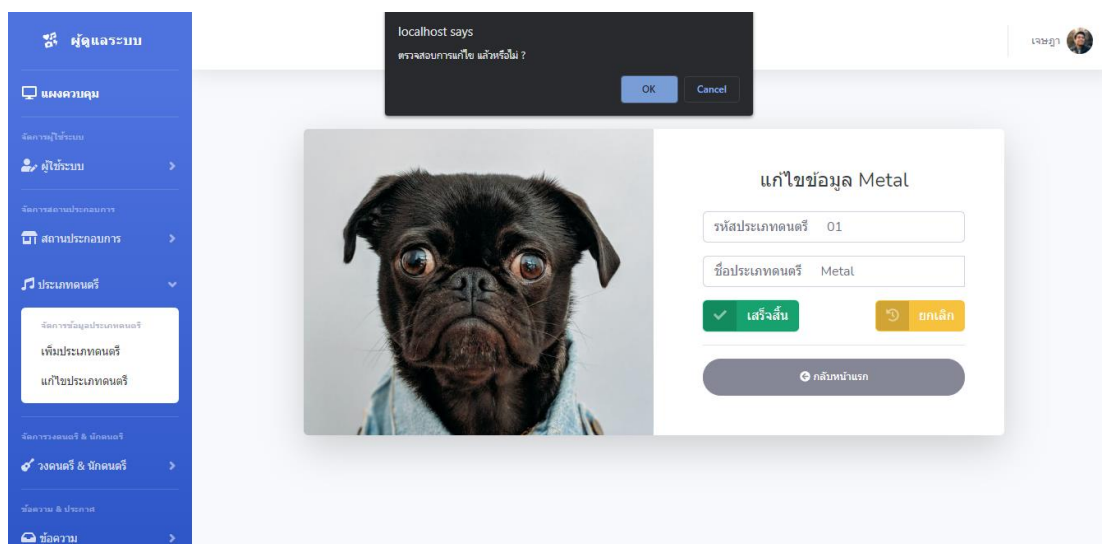 ผู้ดูแลระบบ
แผงควบคุม
จัดการผู้ใช้ระบบ
ผู้ใช้ระบบ
จัดการสถานประกอบการ
สถานประกอบการ
ประเภทดนตรี
จัดการข้อมูลประเภทดนตรี
เพิ่มประเภทดนตรี
แก้ไขประเภทดนตรี
จัดการวงดนตรี & นักดนตรี
วงดนตรี & นักดนตรี
ข้อความ & ประกาศ
ข้อความ
localhost says
ตรวจสอบการแก้ไข แล้วหรือไม่ ?
OK Cancel
เจษฎา
แก้ไขข้อมูล Metal
รหัสประเภทดนตรี 01
ชื่อประเภทดนตรี Metal
เสร็จสิ้น ยกเลิก
กลับหน้าแรก